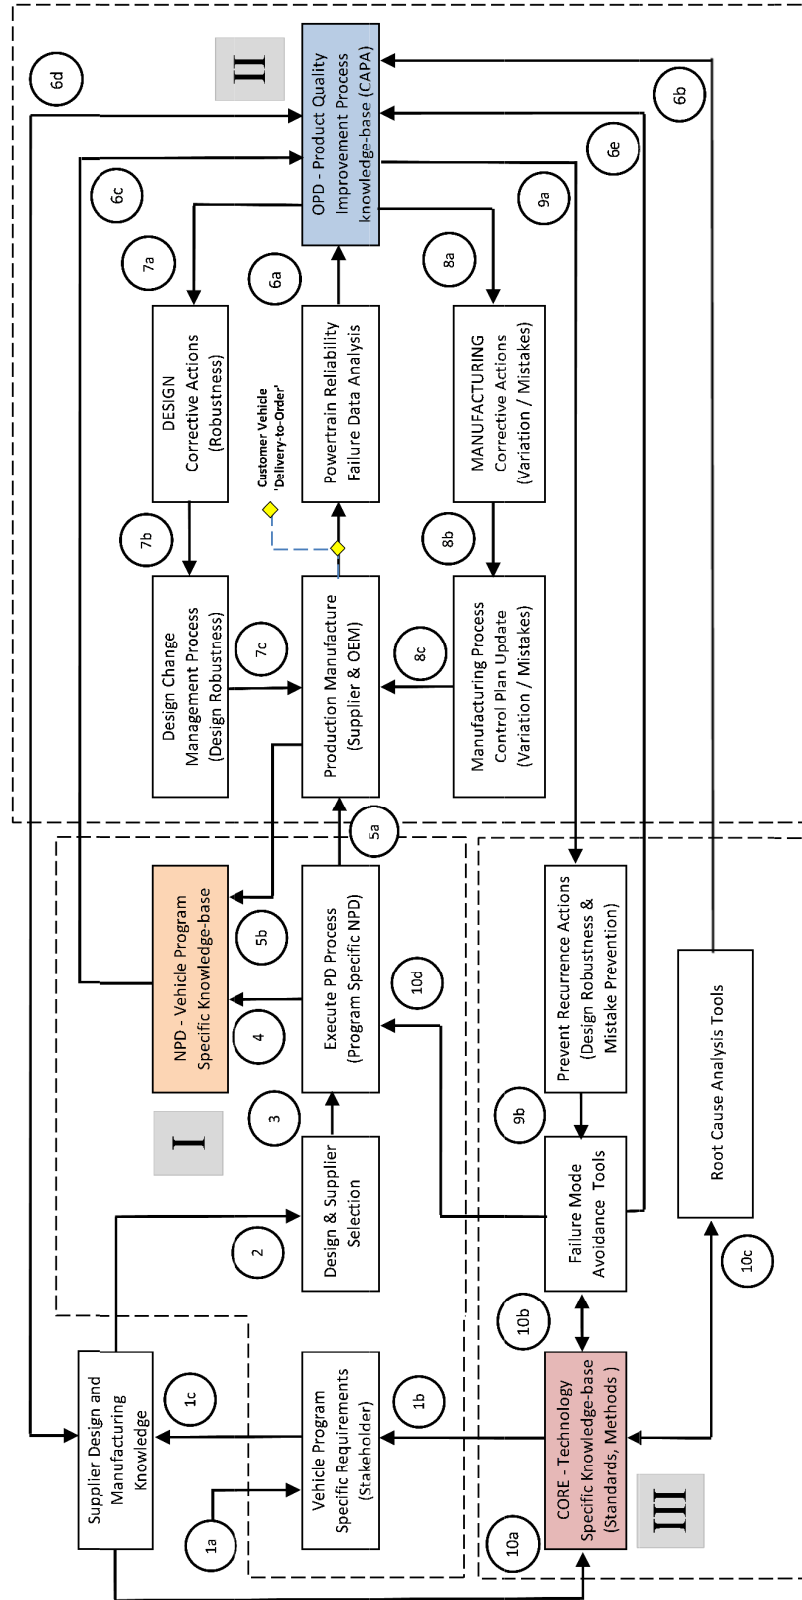 6d
II
6c
OPD - Product Quality
Improvement Process
knowledge-base (CAPA)
6b
6e
7a
6a
8a
9a
DESIGN
Corrective Actions
(Robustness)
Customer Vehicle
'Delivery-to-Order'
Powertrain Reliability
Failure Data Analysis
MANUFACTURING
Corrective Actions
(Variation / Mistakes)
7b
8b
Design Change
Management Process
(Design Robustness)
7c
Production Manufacture
(Supplier & OEM)
8c
Manufacturing Process
Control Plan Update
(Variation / Mistakes)
5a
NPD - Vehicle Program
Specific Knowledge-base
5b
4
Execute PD Process
(Program Specific NPD)
10d
Prevent Recurrence Actions
(Design Robustness &
Mistake Prevention)
I
3
9b
Root Cause Analysis Tools
2
Design & Supplier
Selection
Failure Mode
Avoidance Tools
10b
10c
Supplier Design and
Manufacturing
Knowledge
1c
Vehicle Program
Specific Requirements
(Stakeholder)
1b
1a
10a
CORE - Technology
Specific Knowledge-base
(Standards, Methods )
III